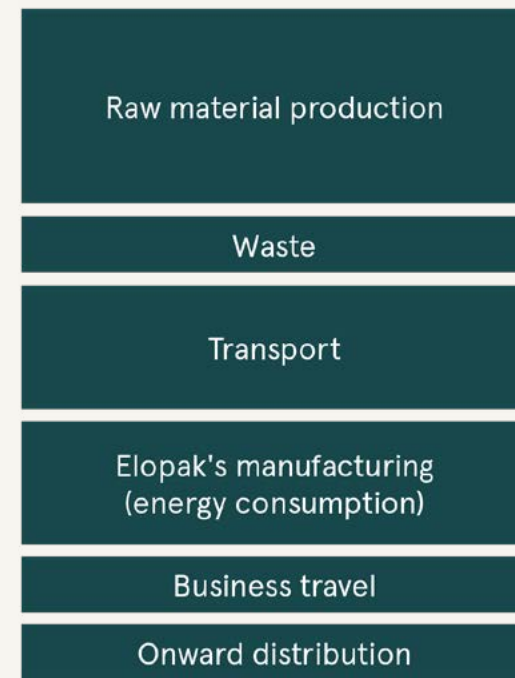 Raw material production
Waste
Transport
Elopak's manufacturing
(energy consumption)
Business travel
Onward distribution